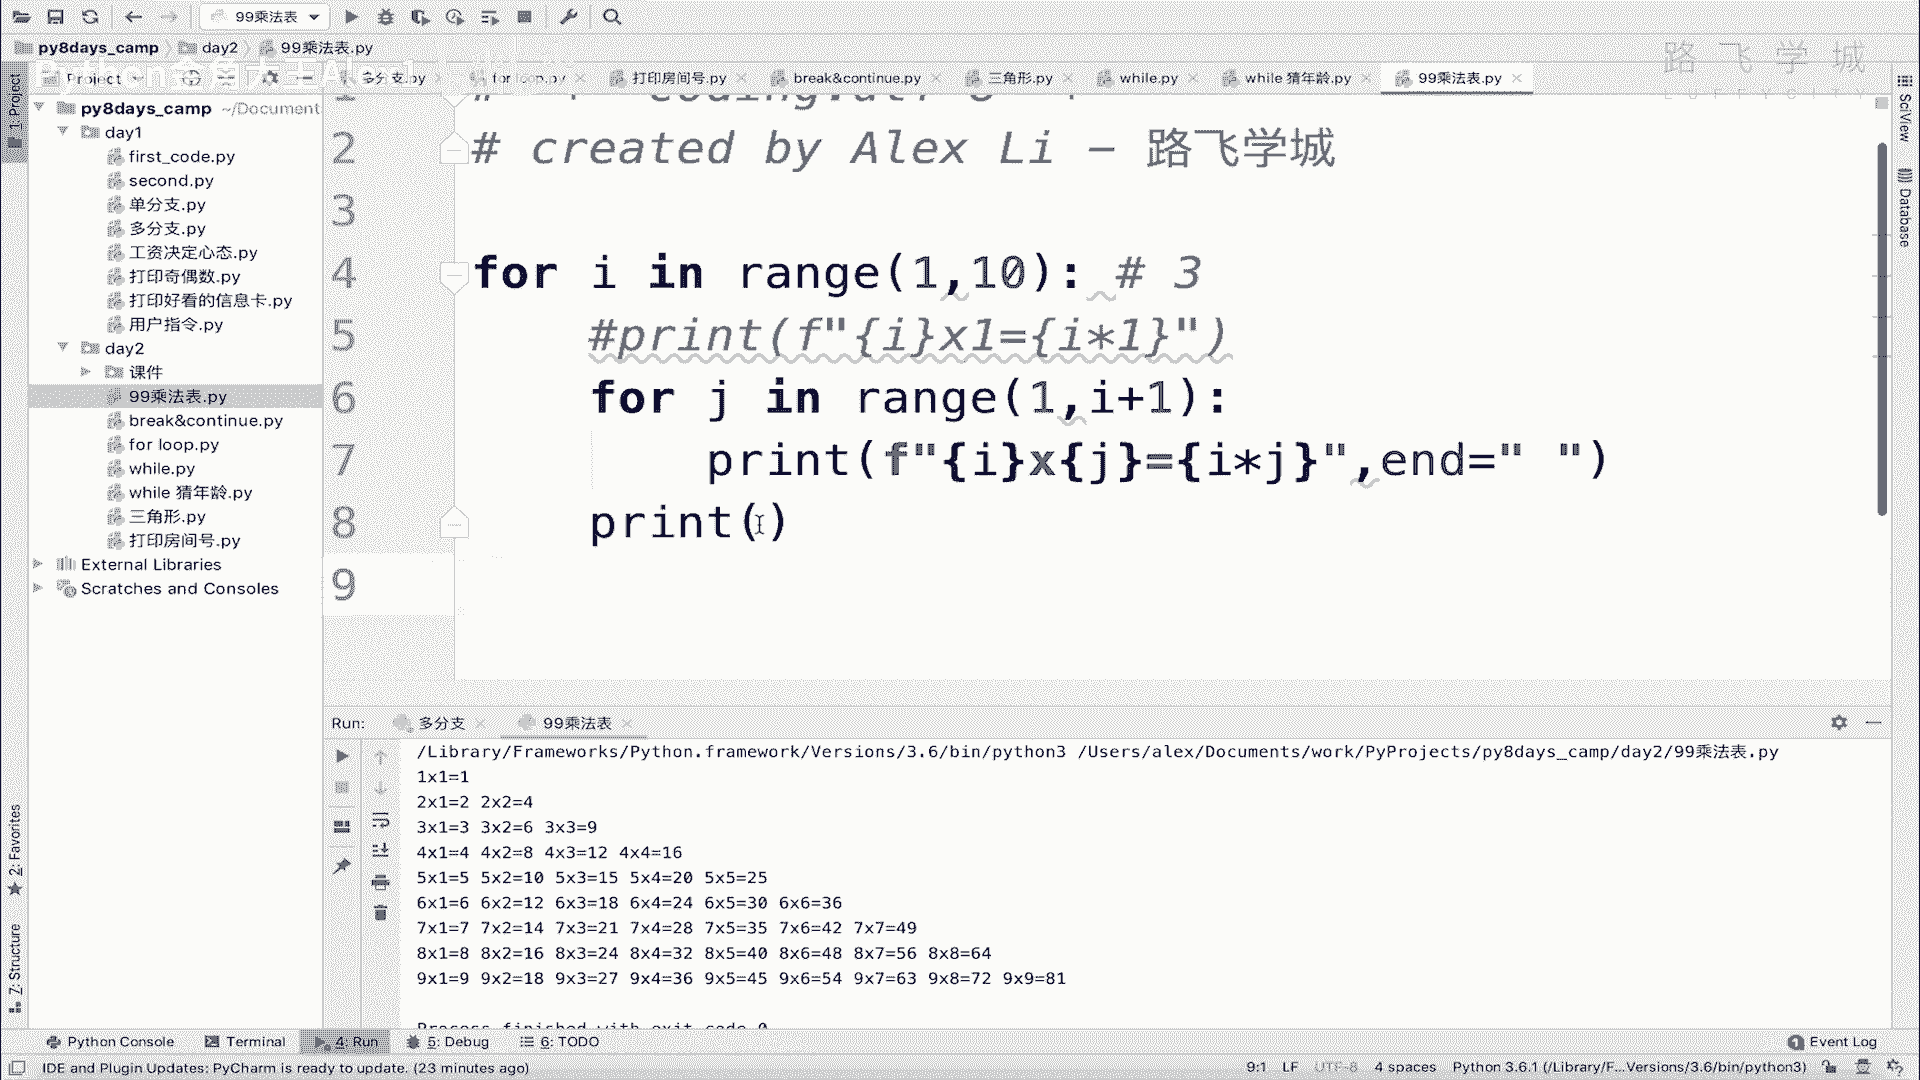 99乘法表
py8days_camp day2 99乘法表.py
路飞学城
Project 多分支.py for loop.py 打印房间号.py break&continue.py 三角形.py while.py while 猜年龄.py 99乘法表.py
LUFFYCITY
1: Project
py8days_camp ~/Document
day1
first_code.py
second.py
单分支.py
多分支.py
工资决定心态.py
打印奇偶数.py
打印好看的信息卡.py
用户指令.py
day2
课件
99乘法表.py
break&continue.py
for loop.py
while.py
while 猜年龄.py
三角形.py
打印房间号.py
External Libraries
Scratches and Consoles
2 # created by Alex Li – 路飞学城
3
4 for i in range(1,10): # 3
5 #print(f"{i}x1={i*1}")
6 for j in range(1,i+1):
7 print(f"{i}x{j}={i*j}",end=" ")
8 print()
9
SciView
Database
Run: 多分支 99乘法表
/Library/Frameworks/Python.framework/Versions/3.6/bin/python3 /Users/alex/Documents/work/PyProjects/py8days_camp/day2/99乘法表.py
1x1=1
2x1=2 2x2=4
3x1=3 3x2=6 3x3=9
4x1=4 4x2=8 4x3=12 4x4=16
5x1=5 5x2=10 5x3=15 5x4=20 5x5=25
6x1=6 6x2=12 6x3=18 6x4=24 6x5=30 6x6=36
7x1=7 7x2=14 7x3=21 7x4=28 7x5=35 7x6=42 7x7=49
8x1=8 8x2=16 8x3=24 8x4=32 8x5=40 8x6=48 8x7=56 8x8=64
9x1=9 9x2=18 9x3=27 9x4=36 9x5=45 9x6=54 9x7=63 9x8=72 9x9=81
Process finished with exit code 0
2: Favorites
7: Structure
Python Console Terminal 4: Run 5: Debug 6: TODO Event Log
IDE and Plugin Updates: PyCharm is ready to update. (23 minutes ago) 9:1 LF UTF-8 4 spaces Python 3.6.1 (/Library/F...Versions/3.6/bin/python3)